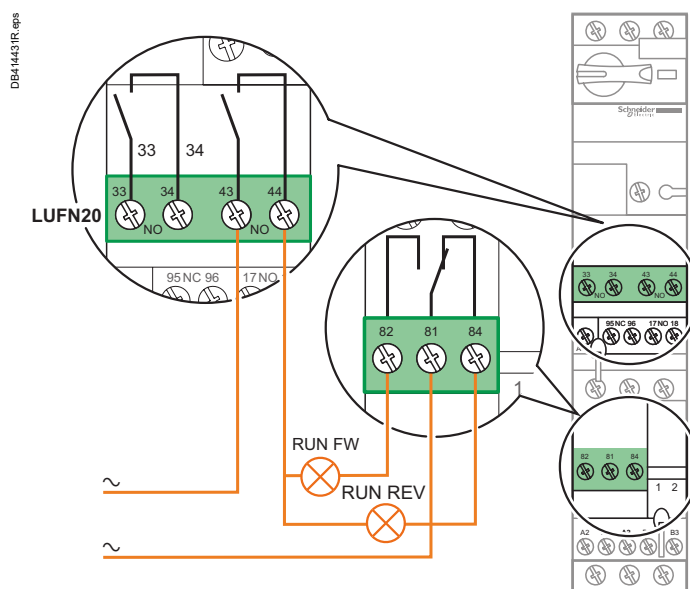 DB414431R.eps
33 34
33 34 43 44
NO NO
LUFN20
95 NC 96 17 NO
82 81 84
1
RUN FW
RUN REV
~
~
Schneider
Electric
33 34 43 44
NO NO
95 NC 96 17 NO 18
A
82 81 84
1 2
A2 B3